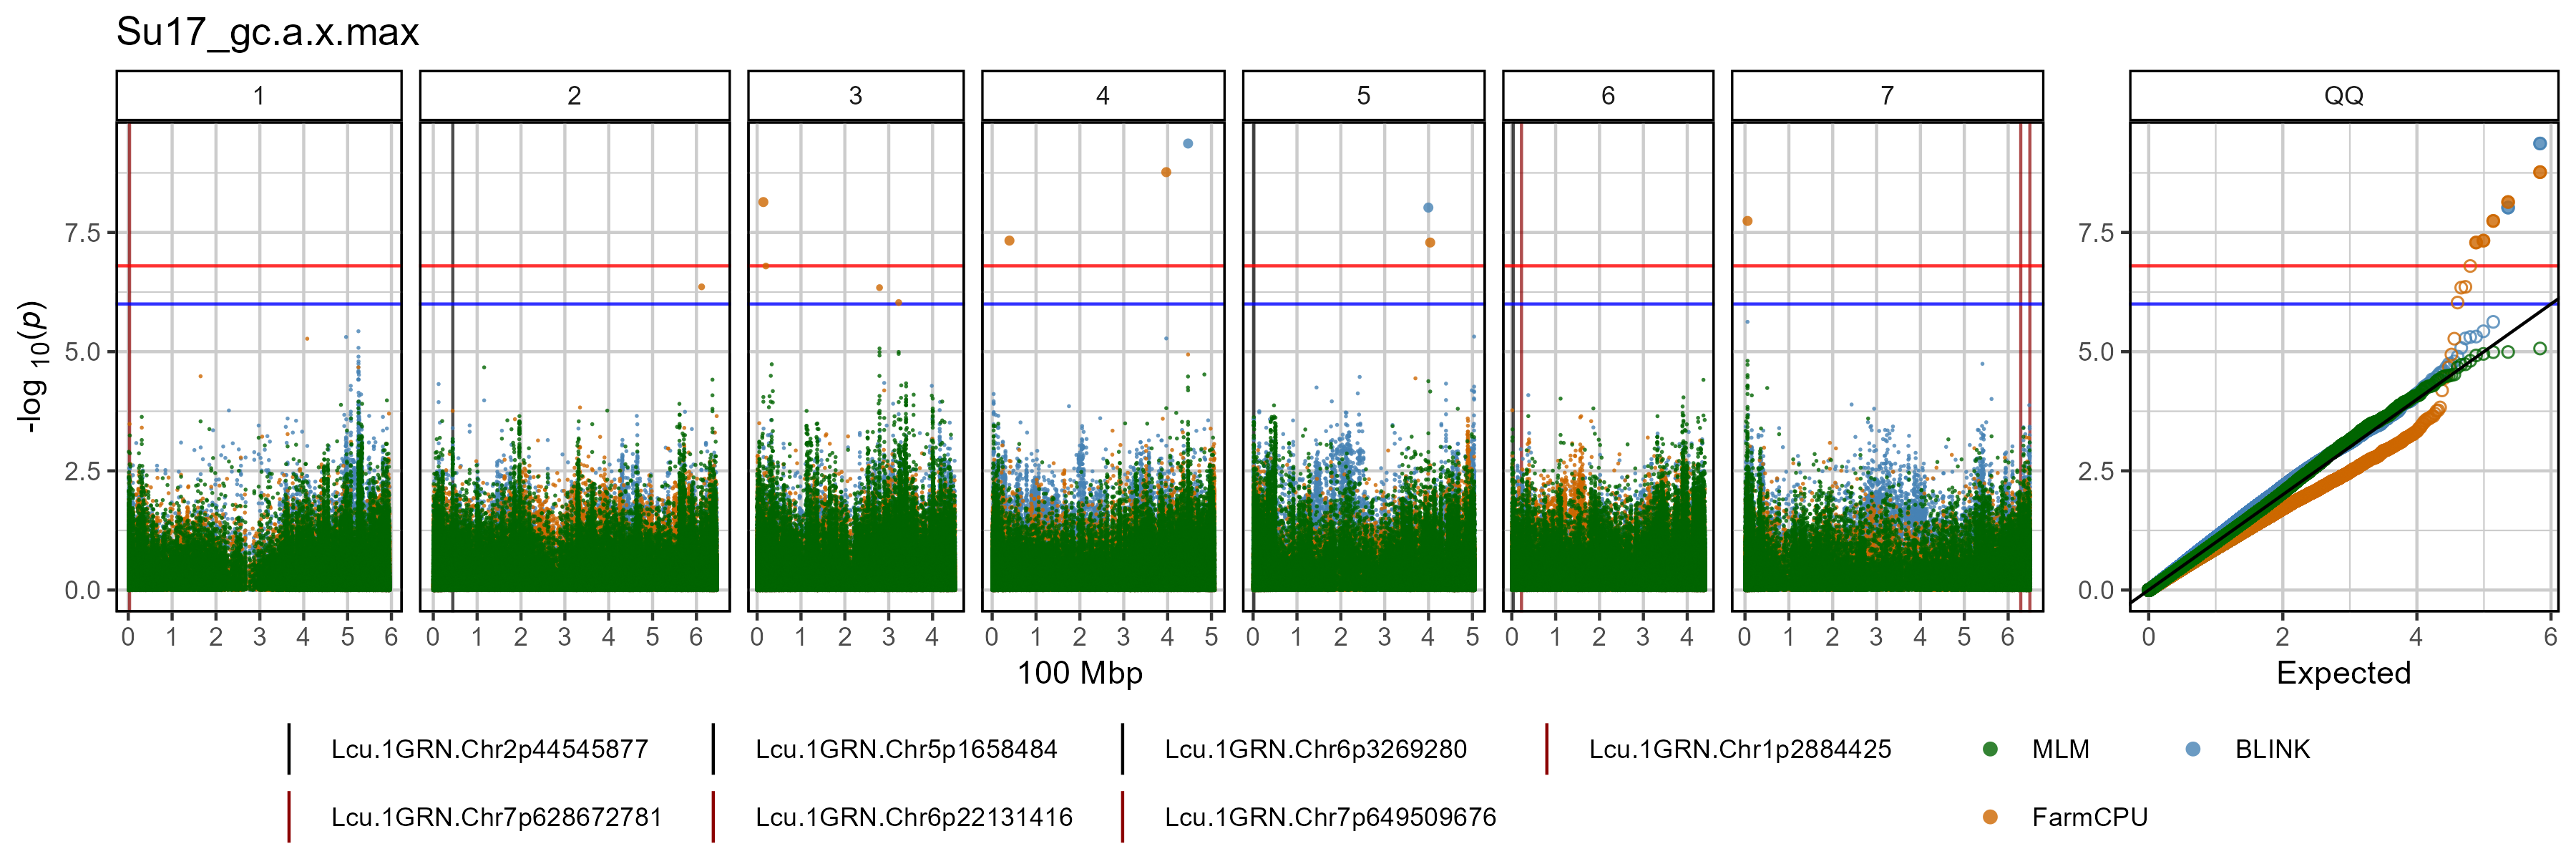 Su17_gc.a.x.max
1 2 3 4 5 6 7 QQ
7.5 7.5
5.0 5.0
2.5 2.5
0.0 0.0
-log 10(p)
0 1 2 3 4 5 6 0 1 2 3 4 5 6 0 1 2 3 4 0 1 2 3 4 5 0 1 2 3 4 5 0 1 2 3 4 0 1 2 3 4 5 6 0 2 4 6
100 Mbp Expected
Lcu.1GRN.Chr2p44545877 Lcu.1GRN.Chr5p1658484 Lcu.1GRN.Chr6p3269280 Lcu.1GRN.Chr1p2884425 MLM BLINK
Lcu.1GRN.Chr7p628672781 Lcu.1GRN.Chr6p22131416 Lcu.1GRN.Chr7p649509676 FarmCPU